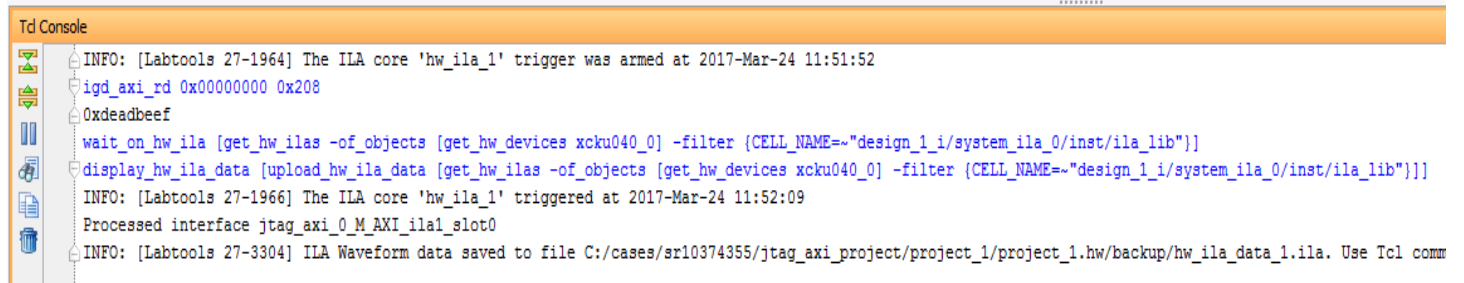 Tcl Console
INFO: [Labtools 27-1964] The ILA core 'hw_ila_1' trigger was armed at 2017-Mar-24 11:51:52
igd_axi_rd 0x00000000 0x208
0xdeadbeef
wait_on_hw_ila [get_hw_ilas -of_objects [get_hw_devices xcku040_0] -filter {CELL_NAME=~"design_1_i/system_ila_0/inst/ila_lib"}]
display_hw_ila_data [upload_hw_ila_data [get_hw_ilas -of_objects [get_hw_devices xcku040_0] -filter {CELL_NAME=~"design_1_i/system_ila_0/inst/ila_lib"}]]
INFO: [Labtools 27-1966] The ILA core 'hw_ila_1' triggered at 2017-Mar-24 11:52:09
Processed interface jtag_axi_0_M_AXI_ila1_slot0
INFO: [Labtools 27-3304] ILA Waveform data saved to file C:/cases/sr10374355/jtag_axi_project/project_1/project_1.hw/backup/hw_ila_data_1.ila. Use Tcl comm